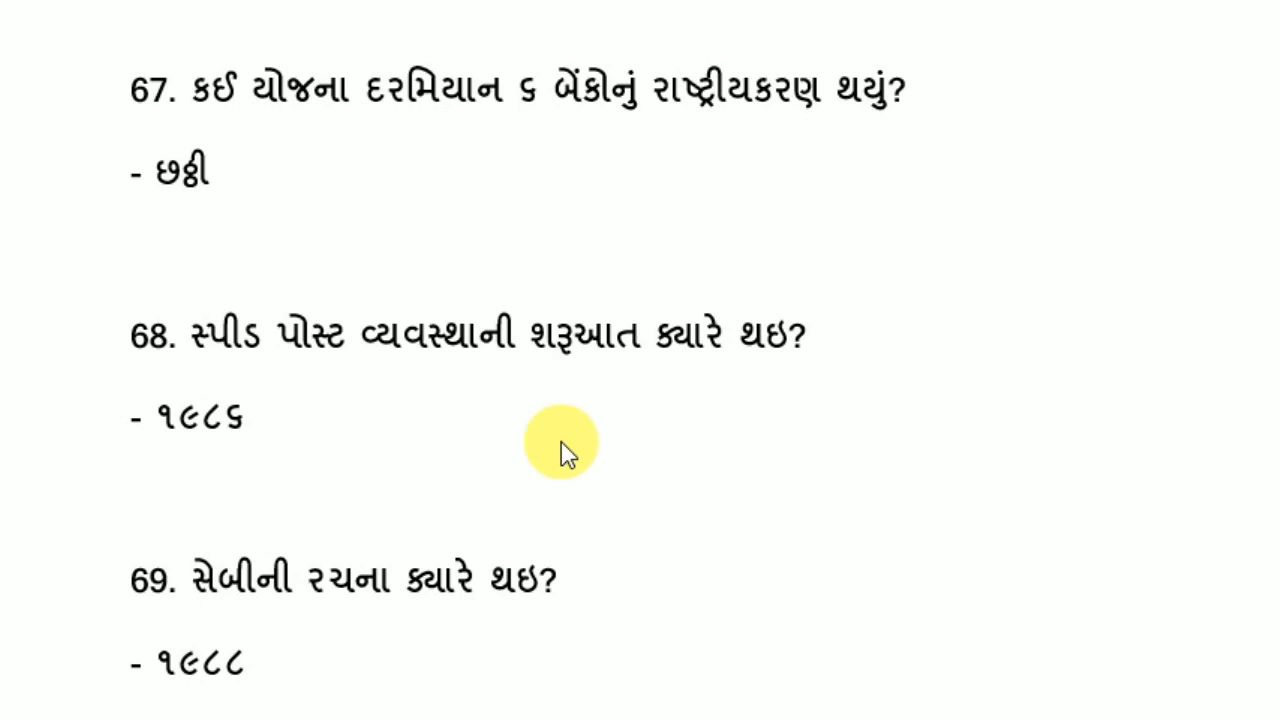 67. કઈ યોજના દરમિયાન ૬ બેંકોનું રાષ્ટ્રીયકરણ થયું?
- છઠ્ઠી
68. સ્પીડ પોસ્ટ વ્યવસ્થાની શરૂઆત ક્યારે થઇ?
- ૧૯૮૬
69. સેબીની રચના ક્યારે થઇ?
- ૧૯૮૮